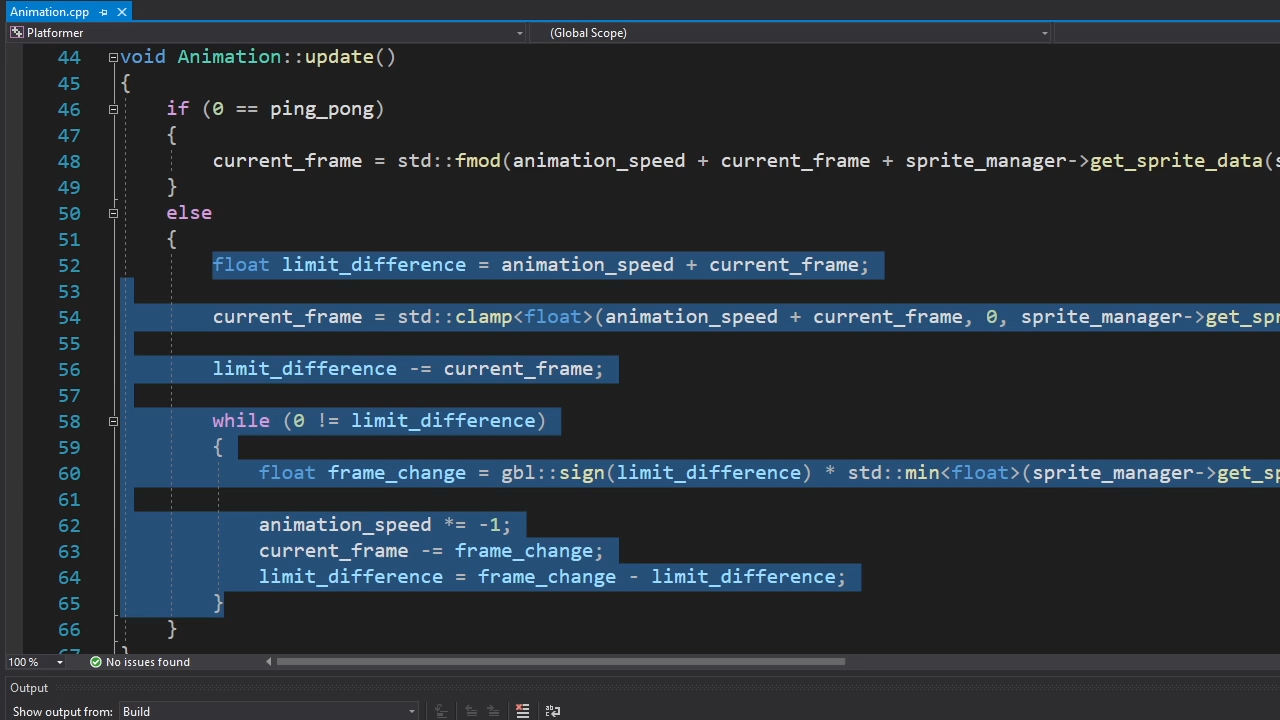 Animation.cpp
Platformer (Global Scope)
44 void Animation::update()
45 {
46 if (0 == ping_pong)
47 {
48 current_frame = std::fmod(animation_speed + current_frame + sprite_manager->get_sprite_data(s
49 }
50 else
51 {
52 float limit_difference = animation_speed + current_frame;
53
54 current_frame = std::clamp<float>(animation_speed + current_frame, 0, sprite_manager->get_spr
55
56 limit_difference -= current_frame;
57
58 while (0 != limit_difference)
59 {
60 float frame_change = gbl::sign(limit_difference) * std::min<float>(sprite_manager->get_sp
61
62 animation_speed *= -1;
63 current_frame -= frame_change;
64 limit_difference = frame_change - limit_difference;
65 }
66 }
67 }
100 % No issues found
Output
Show output from: Build